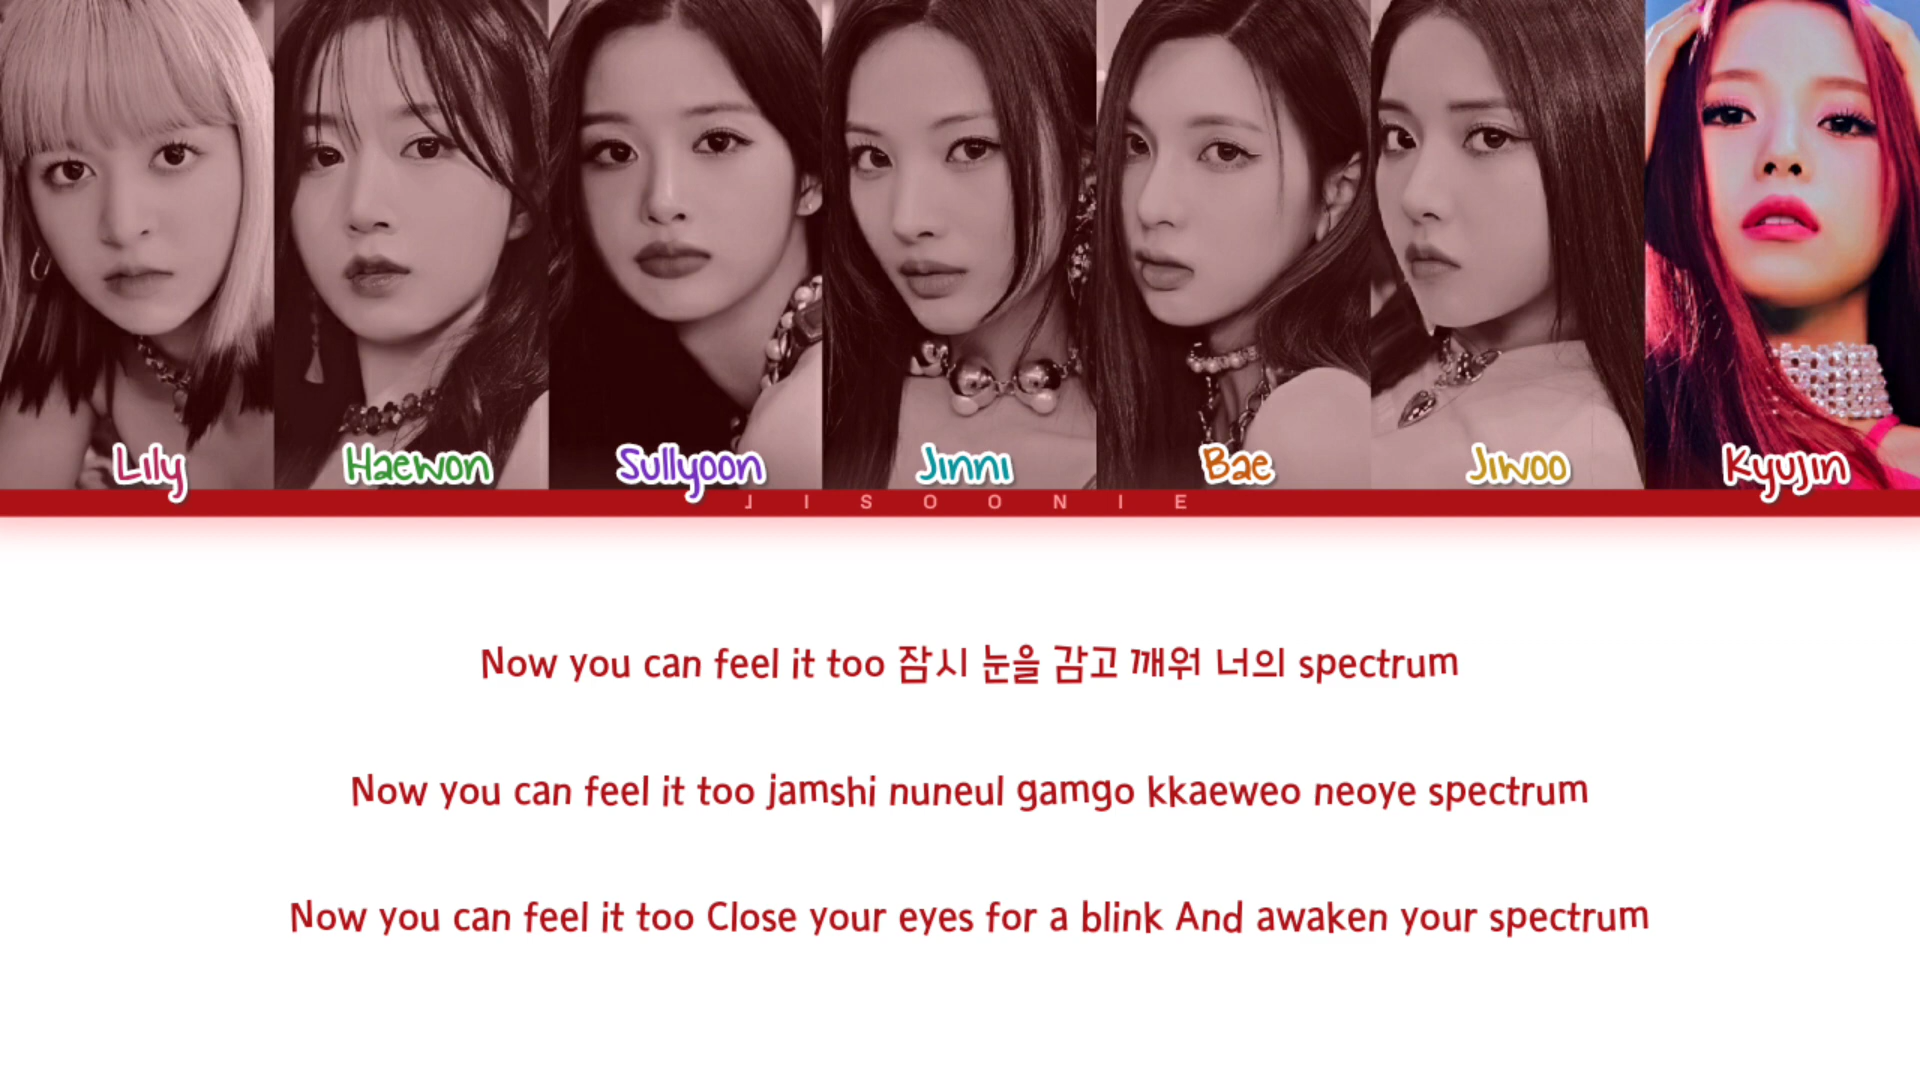 Lily
Haewon
Sullyoon
Jinni
Bae
Jiwoo
Kyujin
JISOONIE
Now you can feel it too 잠시 눈을 감고 깨워 너의 spectrum
Now you can feel it too jamshi nuneul gamgo kkaeweo neoye spectrum
Now you can feel it too Close your eyes for a blink And awaken your spectrum